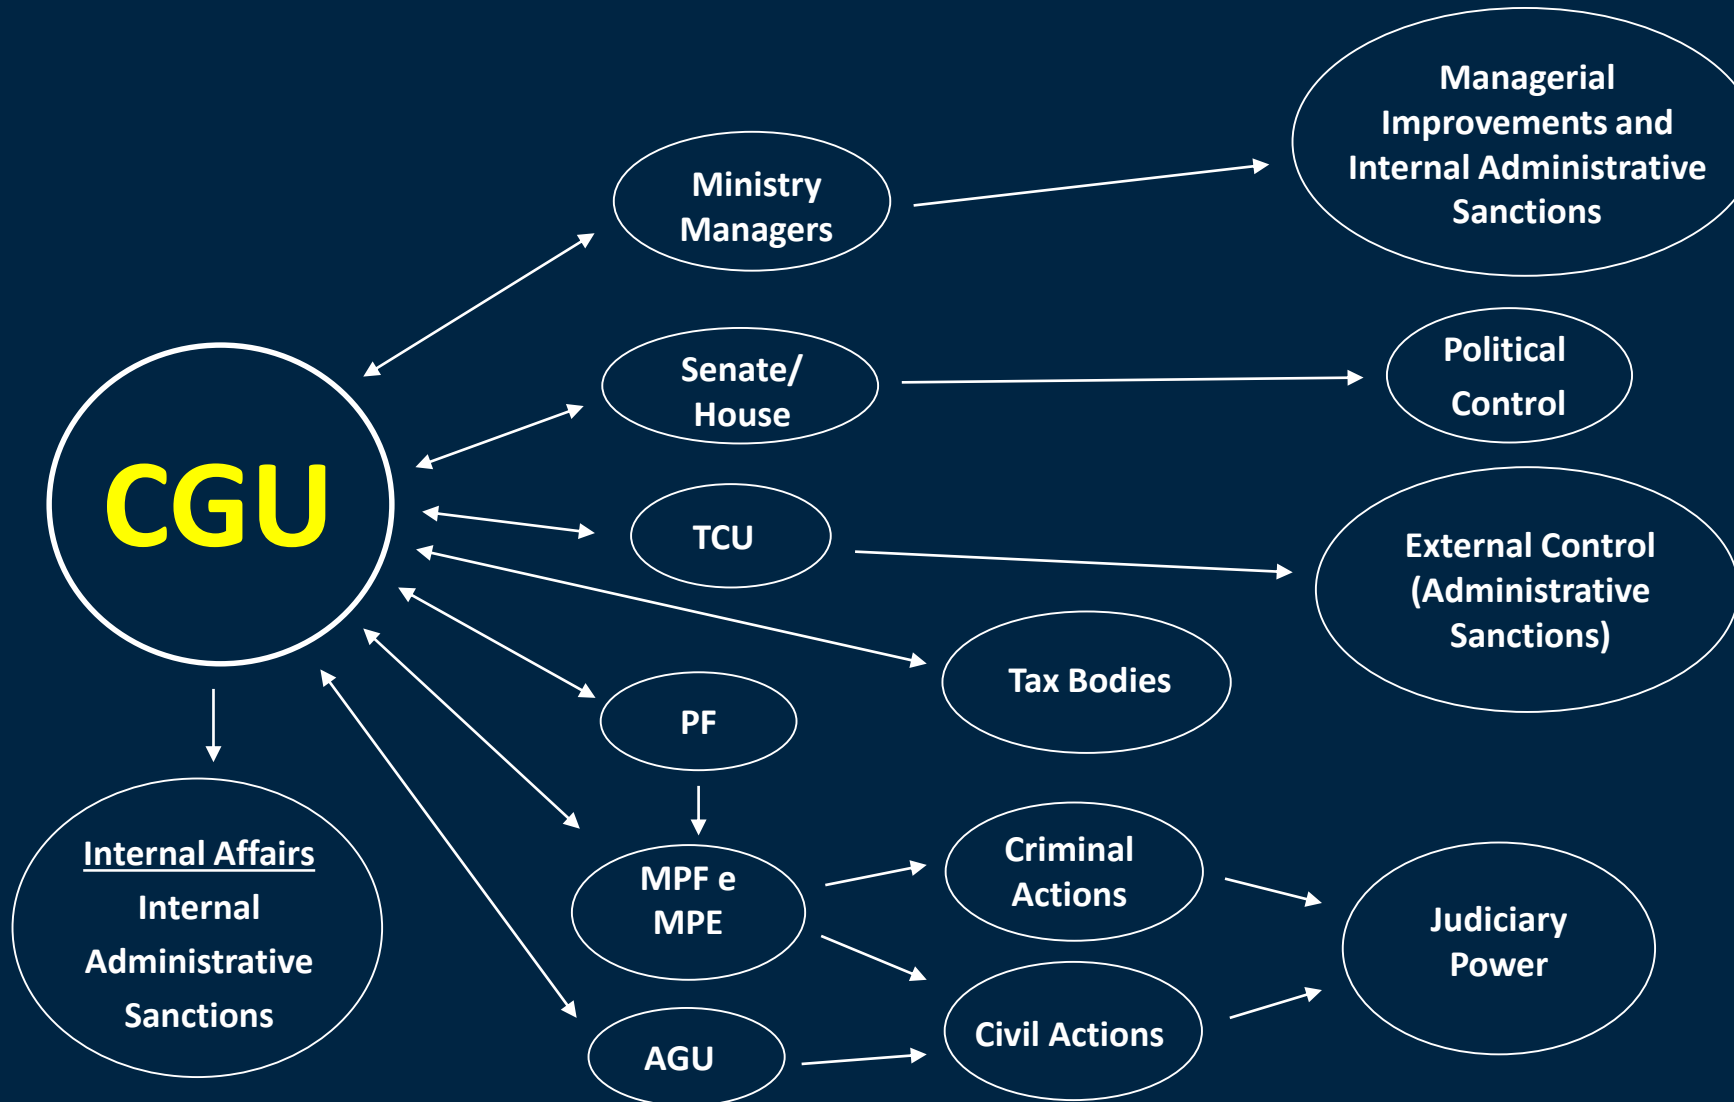 Managerial
Improvements and
Internal Administrative
Sanctions
Ministry
Managers
Senate/
House
Political
Control
CGU
TCU
External Control
(Administrative
Sanctions)
Tax Bodies
PF
Internal Affairs
Internal
Administrative
Sanctions
MPF e
MPE
Criminal
Actions
Judiciary
Power
Civil Actions
AGU